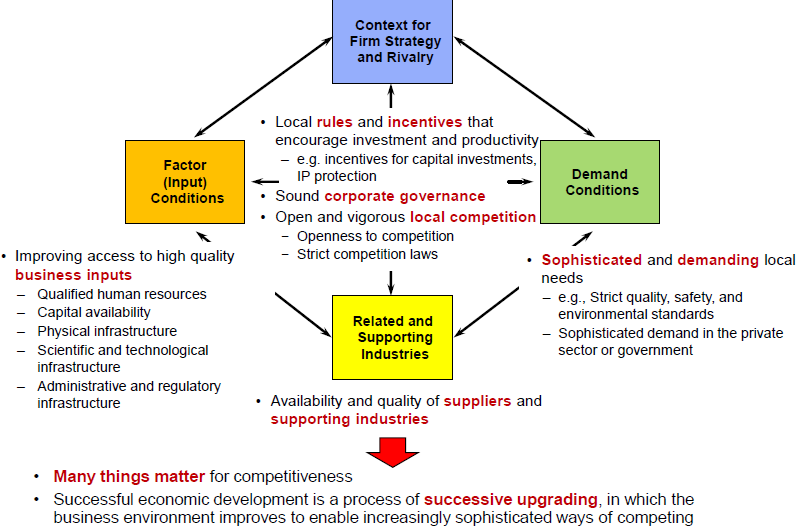 Context for
Firm Strategy
and Rivalry
• Local rules and incentives that
encourage investment and productivity
– e.g. incentives for capital investments,
IP protection
• Sound corporate governance
• Open and vigorous local competition
– Openness to competition
– Strict competition laws
Factor
(Input)
Conditions
Demand
Conditions
• Improving access to high quality
business inputs
– Qualified human resources
– Capital availability
– Physical infrastructure
– Scientific and technological
infrastructure
– Administrative and regulatory
infrastructure
• Sophisticated and demanding local
needs
– e.g., Strict quality, safety, and
environmental standards
– Sophisticated demand in the private
sector or government
Related and
Supporting
Industries
• Availability and quality of suppliers and
supporting industries
• Many things matter for competitiveness
• Successful economic development is a process of successive upgrading, in which the
business environment improves to enable increasingly sophisticated ways of competing